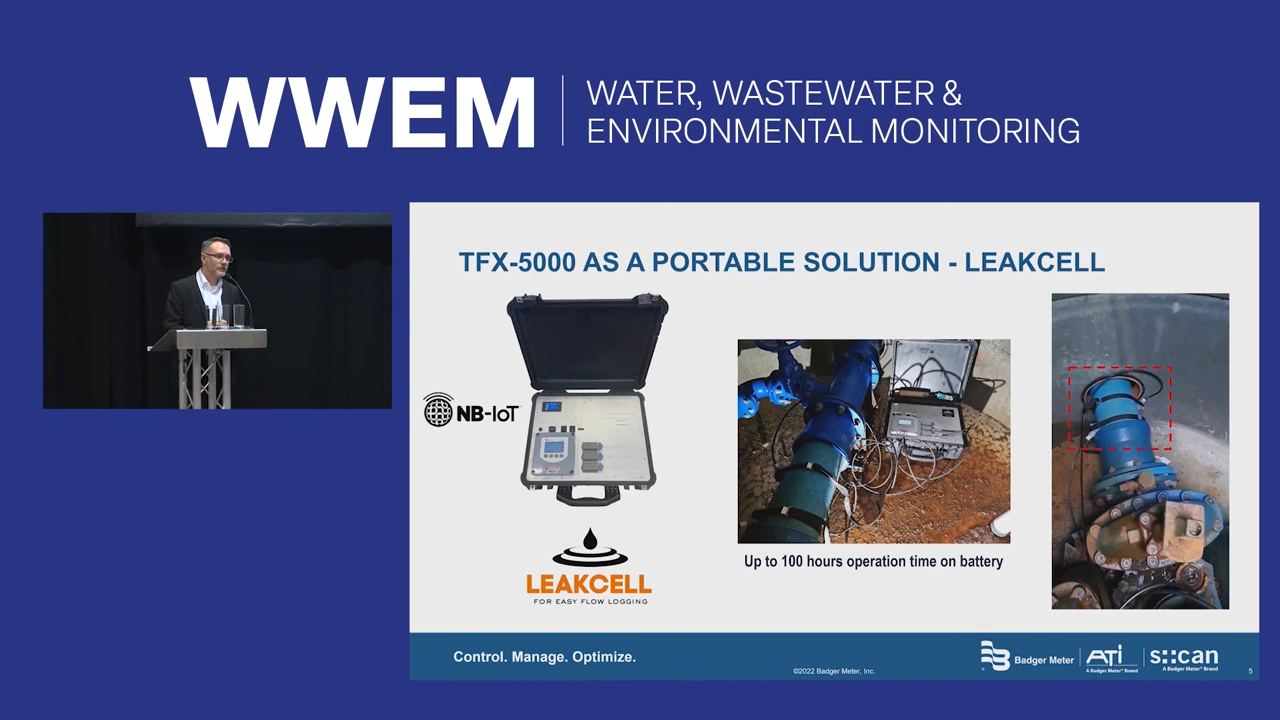 WWEM
WATER, WASTEWATER &
ENVIRONMENTAL MONITORING
TFX-5000 AS A PORTABLE SOLUTION - LEAKCELL
NB-IoT
LEAKCELL
FOR EASY FLOW LOGGING
Up to 100 hours operation time on battery
Control. Manage. Optimize.
©2022 Badger Meter, Inc.
Badger Meter
ATi
A Badger Meter® Brand
s::can
A Badger Meter® Brand
5